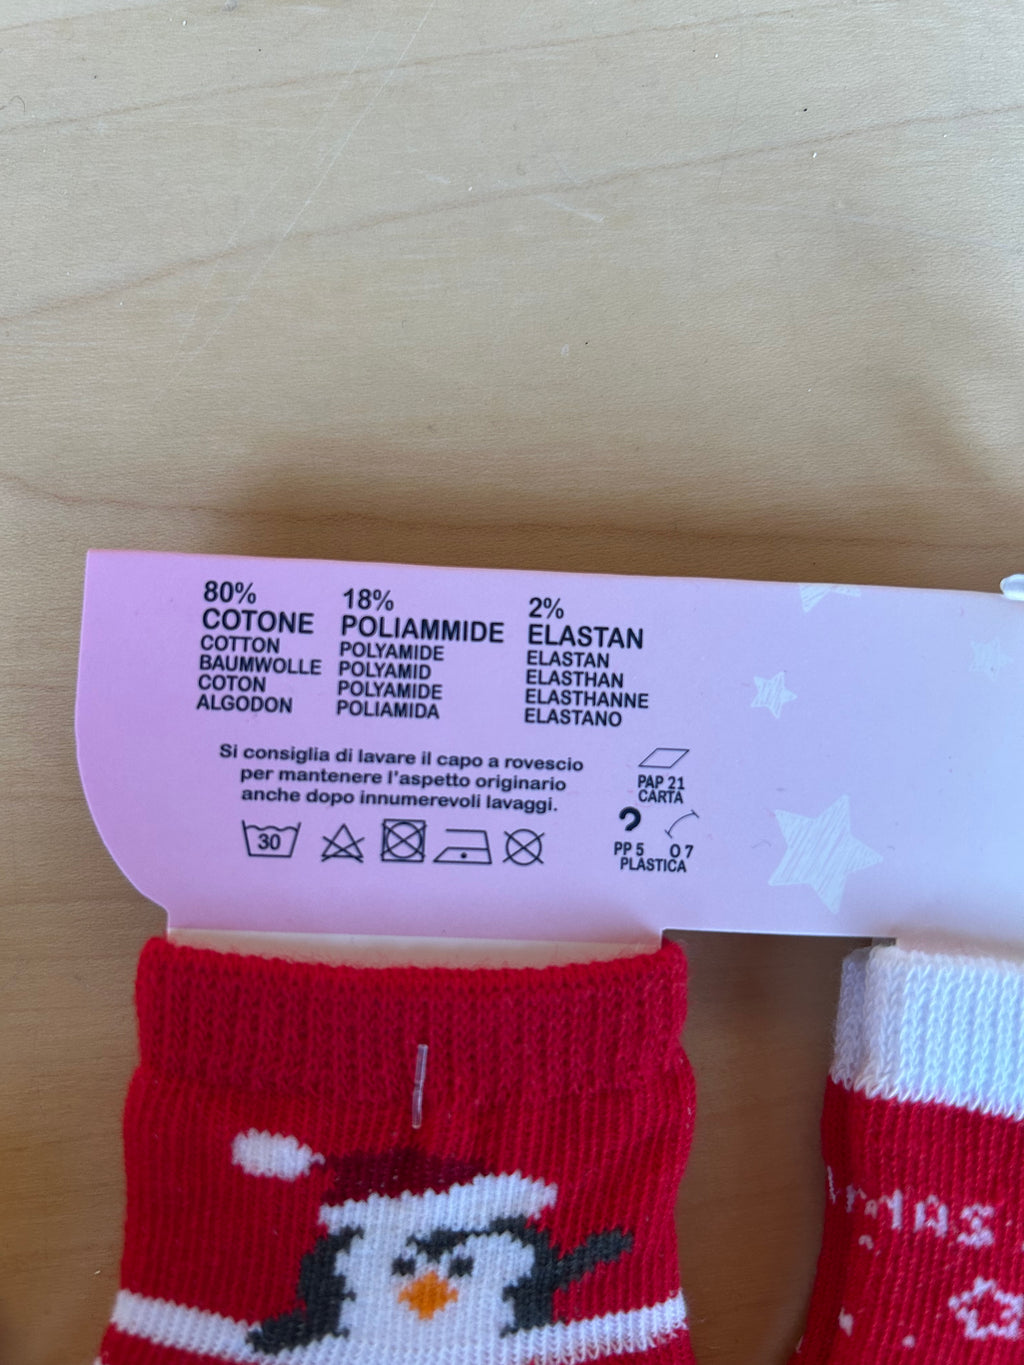 80%
COTONE
COTTON
BAUMWOLLE
COTON
ALGODON
18%
POLIAMMIDE
POLYAMIDE
POLYAMID
POLYAMIDE
POLIAMIDA
2%
ELASTAN
ELASTAN
ELASTHAN
ELASTHANNE
ELASTANO
Si consiglia di lavare il capo a rovescio
per mantenere l'aspetto originario
anche dopo innumerevoli lavaggi.
30
PAP 21
CARTA
PP 5 O 7
PLASTICA